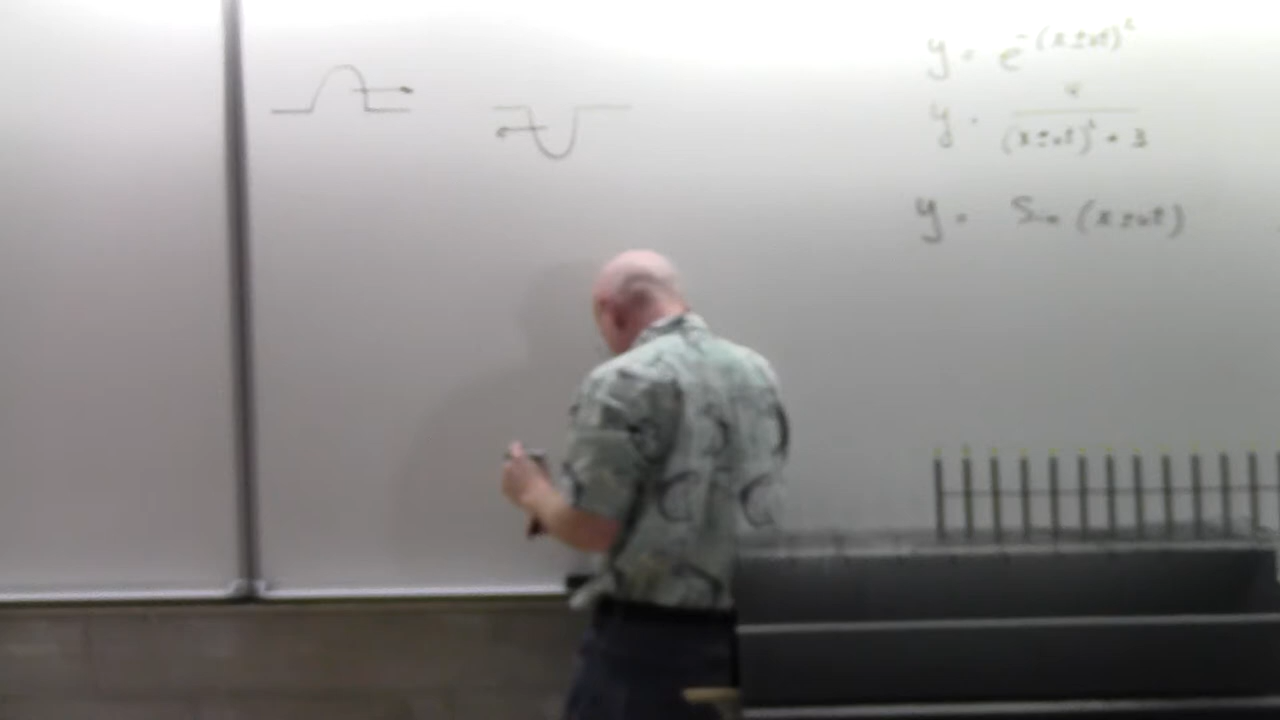 y = e^-(x±vt)^2
y = 4/((x±vt)^2 + 3)
y = Sin (x±vt)